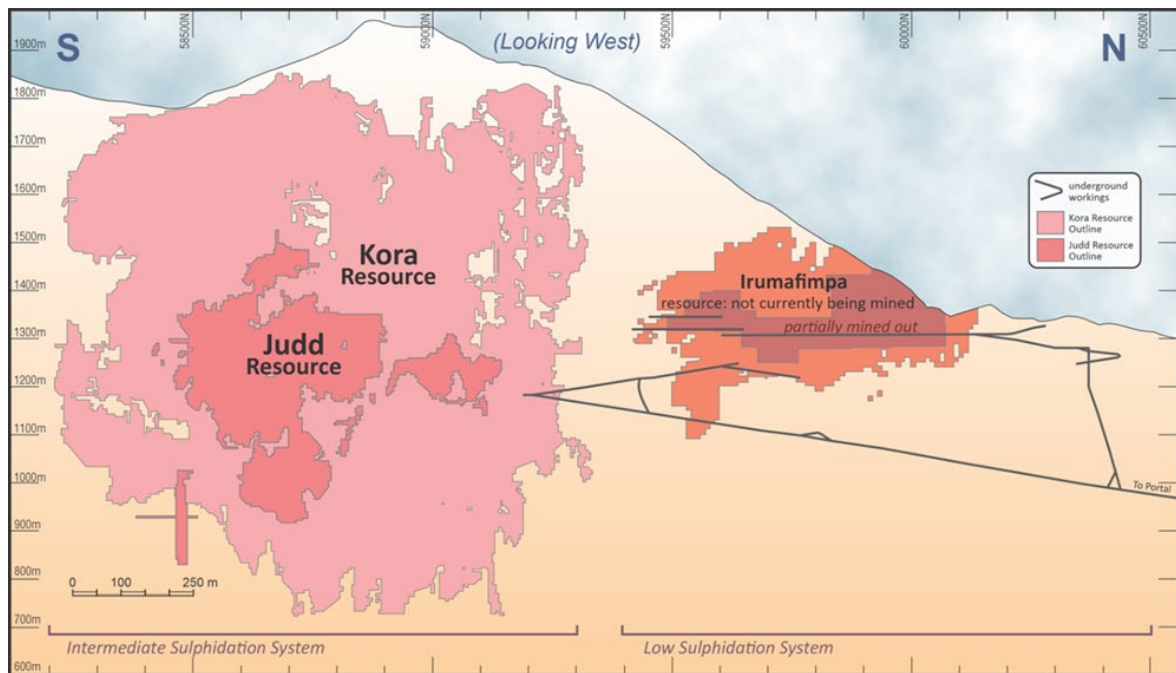 S
58500N
59000N
(Looking West)
59500N
60000N
N
60500N
1900m
1800m
1700m
1600m
1500m
1400m
1300m
1200m
1100m
1000m
900m
800m
700m
600m
underground
workings
Kora Resource
Outline
Judd Resource
Outline
Kora
Resource
Judd
Resource
Irumafimpa
resource: not currently being mined
partially mined out
To Portal
0 100 250 m
Intermediate Sulphidation System
Low Sulphidation System